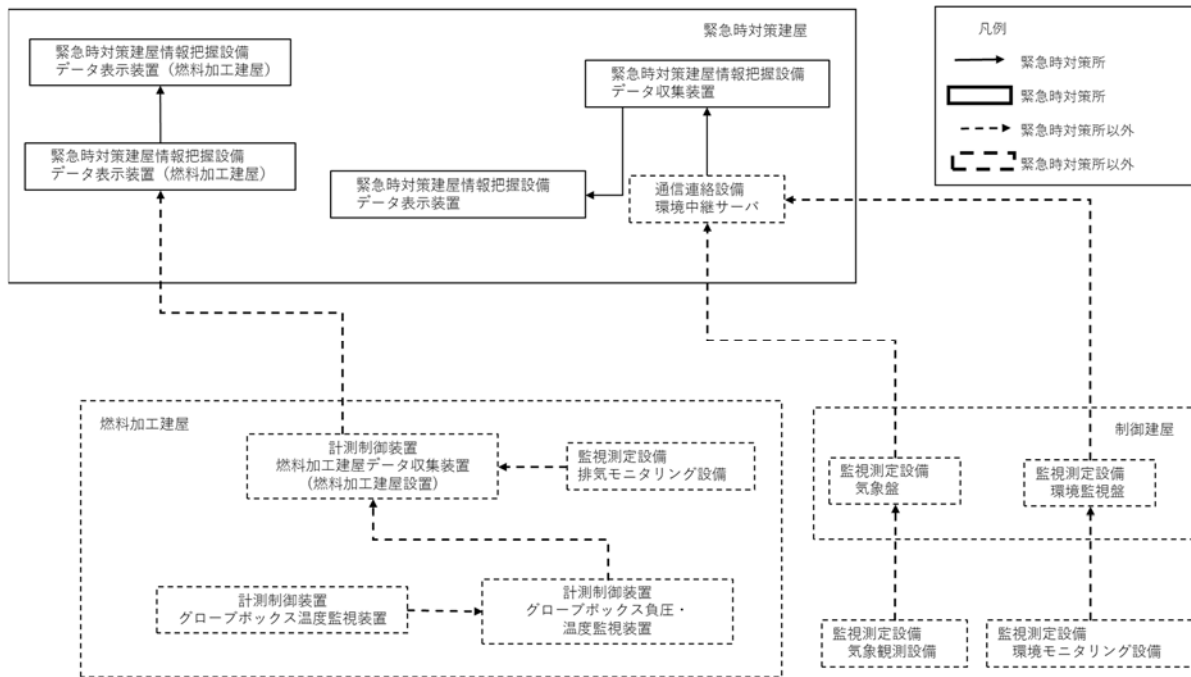 緊急時対策建屋
緊急時対策建屋情報把握設備
データ表示装置（燃料加工建屋）
緊急時対策建屋情報把握設備
データ収集装置
緊急時対策建屋情報把握設備
データ表示装置（燃料加工建屋）
緊急時対策建屋情報把握設備
データ表示装置
通信連絡設備
環境中継サーバ
凡例
緊急時対策所
緊急時対策所
緊急時対策所以外
緊急時対策所以外
燃料加工建屋
計測制御装置
燃料加工建屋データ収集装置
(燃料加工建屋設置）
監視測定設備
排気モニタリング設備
計測制御装置
グローブボックス温度監視装置
計測制御装置
グローブボックス負圧・
温度監視装置
制御建屋
監視測定設備
気象盤
監視測定設備
環境監視盤
監視測定設備
気象観測設備
監視測定設備
環境モニタリング設備